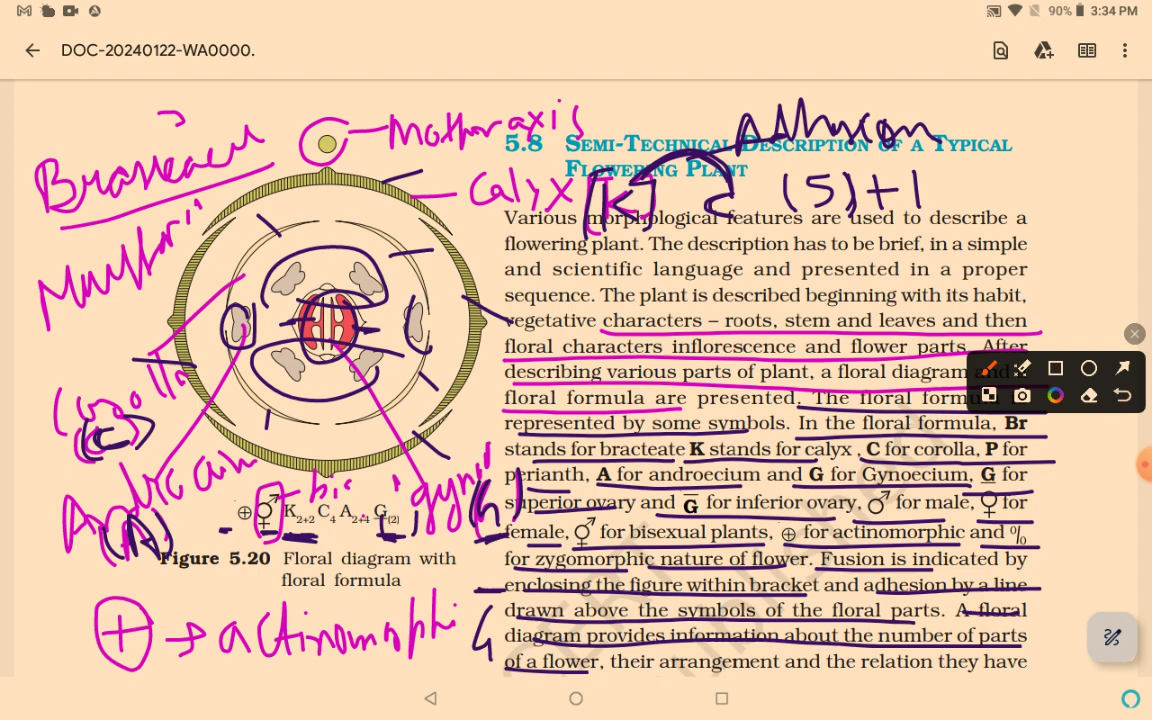 90% 3:34 PM
DOC-20240122-WA0000.
Adhesion
Motheraxis
5.8 SEMI-TECHNICAL DESCRIPTION OF A TYPICAL
FLOWERING PLANT
Calyx [K] C (5)+1
Various morphological features are used to describe a
flowering plant. The description has to be brief, in a simple
and scientific language and presented in a proper
sequence. The plant is described beginning with its habit,
vegetative characters – roots, stem and leaves and then
floral characters inflorescence and flower parts. After
describing various parts of plant, a floral diagram and
floral formula are presented. The floral formu
represented by some symbols. In the floral formula, Br
stands for bracteate K stands for calyx , C for corolla, P for
perianth, A for androecium and G for Gynoecium, G for
superior ovary and G̅ for inferior ovary, ♂ for male, ♀ for
female, ⚥ for bisexual plants, ⊕ for actinomorphic and % 
for zygomorphic nature of flower. Fusion is indicated by
enclosing the figure within bracket and adhesion by a line
drawn above the symbols of the floral parts. A floral
diagram provides information about the number of parts
of a flower, their arrangement and the relation they have
Corolla
(C)
(A)
⊕ ⚥ K2+2 C4 A2+4 G(2)
Figure 5.20 Floral diagram with
floral formula
⊕ → actinomorphi